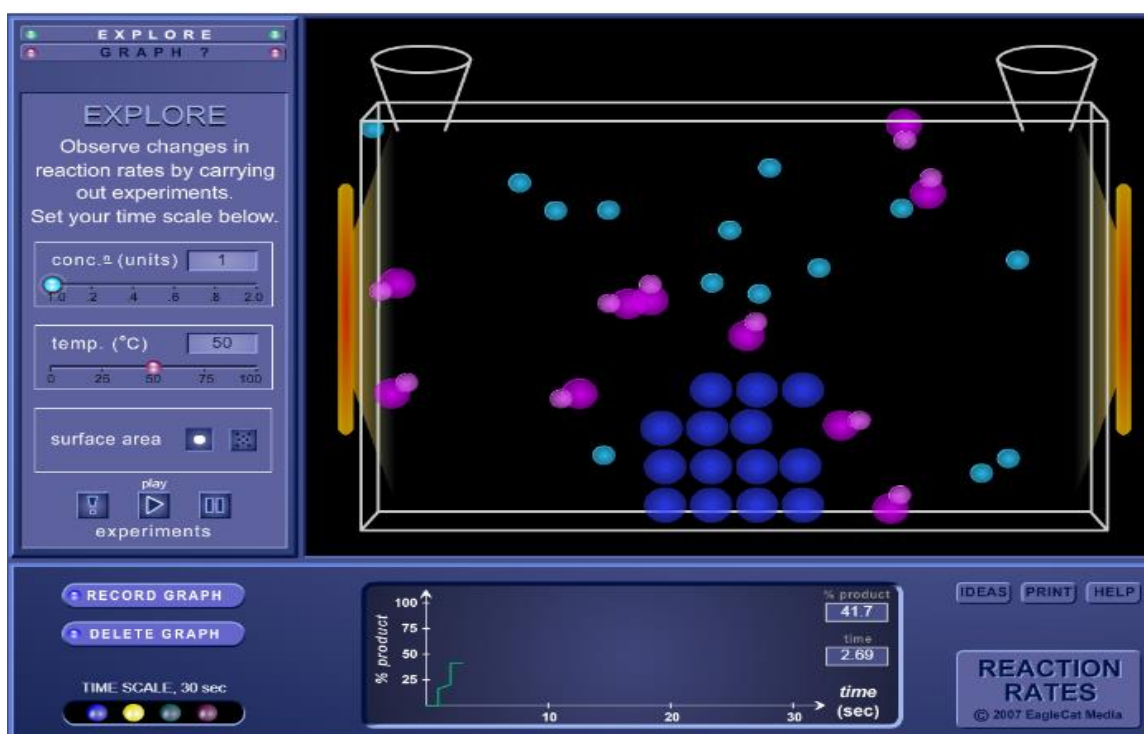 EXPLORE
GRAPH ?
EXPLORE
Observe changes in
reaction rates by carrying
out experiments.
Set your time scale below.
conc.n (units) 1
1.0 .2 .4 .6 .8 2.0
temp. (°C) 50
0 25 50 75 100
surface area
play
experiments
RECORD GRAPH
DELETE GRAPH
TIME SCALE, 30 sec
% product
100
75
50
25
10 20 30
time
(sec)
% product
41.7
time
2.69
IDEAS PRINT HELP
REACTION
RATES
© 2007 EagleCat Media